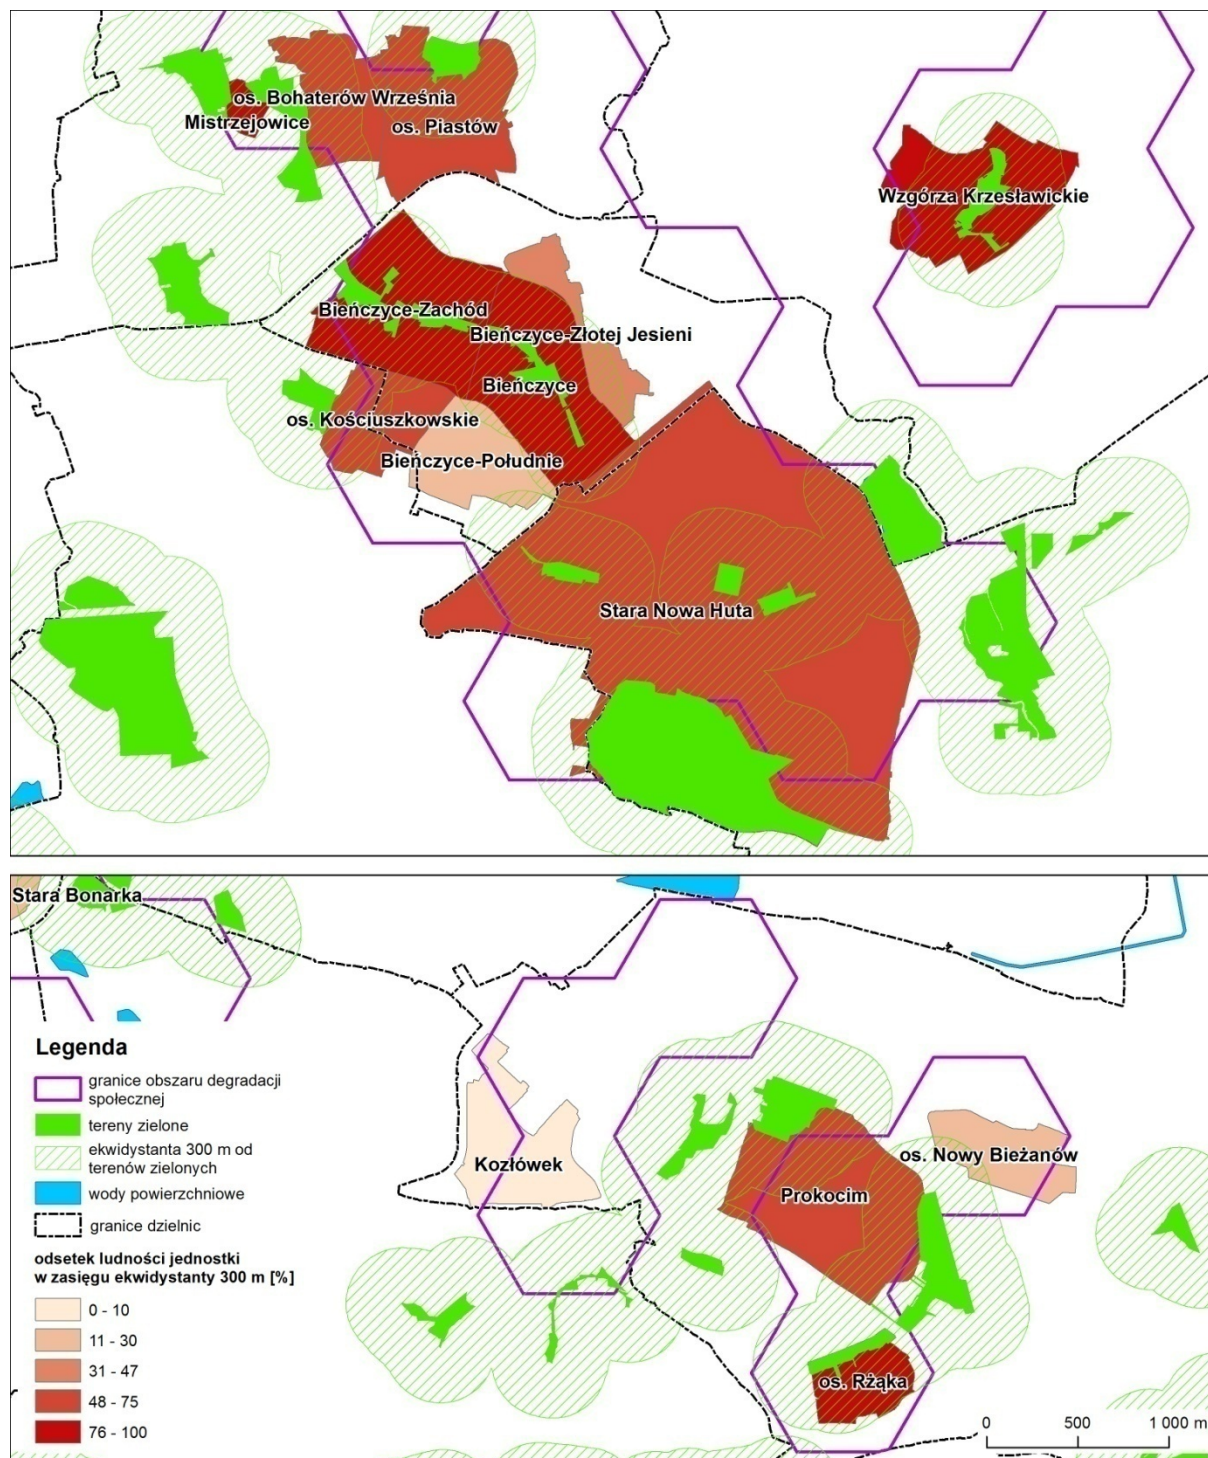 os. Bohaterów Września
Mistrzejowice
os. Piastów
Wzgórza Krzesławickie
Bieńczyce-Zachód
Bieńczyce-Złotej Jesieni
Bieńczyce
os. Kościuszkowskie
Bieńczyce-Południe
Stara Nowa Huta
Stara Bonarka
Kozłówek
os. Nowy Bieżanów
Prokocim
os. Rżąka
Legenda
granice obszaru degradacji
społecznej
tereny zielone
ekwidystanta 300 m od
terenów zielonych
wody powierzchniowe
granice dzielnic
odsetek ludności jednostki
w zasięgu ekwidystanty 300 m [%]
0 - 10
11 - 30
31 - 47
48 - 75
76 - 100
0 500 1 000 m